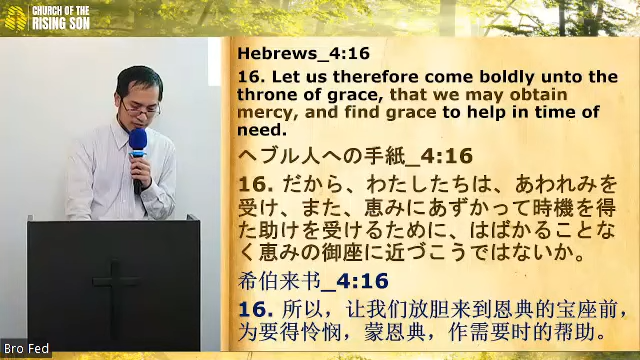 CHURCH OF THE
RISING SON
Hebrews_4:16
16. Let us therefore come boldly unto the
throne of grace, that we may obtain
mercy, and find grace to help in time of
need.
ヘブル人への手紙_4:16
16. だから、わたしたちは、あわれみを
受け、また、恵みにあずかって時機を得
た助けを受けるために、はばかることな
く恵みの御座に近づこうではないか。
希伯来书_4:16
16. 所以，让我们放胆来到恩典的宝座前，
为要得怜悯，蒙恩典，作需要时的帮助。
Bro Fed